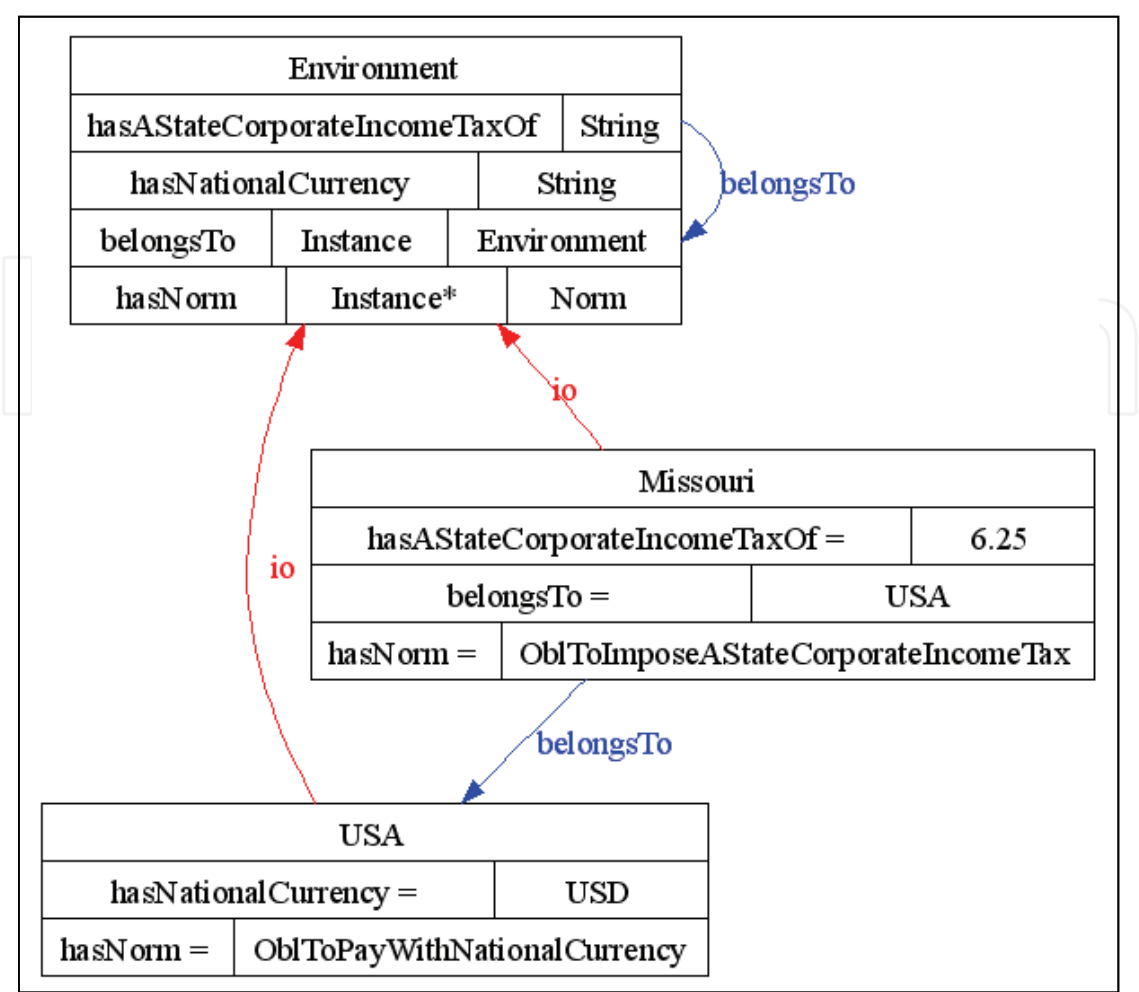 Environment
hasAStateCorporateIncomeTaxOf String
hasNationalCurrency String
belongsTo
belongsTo Instance Environment
hasNorm Instance* Norm
io
Missouri
hasAStateCorporateIncomeTaxOf = 6.25
io
belongsTo = USA
hasNorm = OblToImposeAStateCorporateIncomeTax
belongsTo
USA
hasNationalCurrency = USD
hasNorm = OblToPayWithNationalCurrency